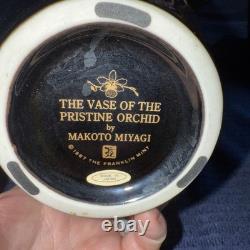 THE VASE OF THE
PRISTINE ORCHID
by
MAKOTO MIYAGI
© 1987 THE FRANKLIN MINT